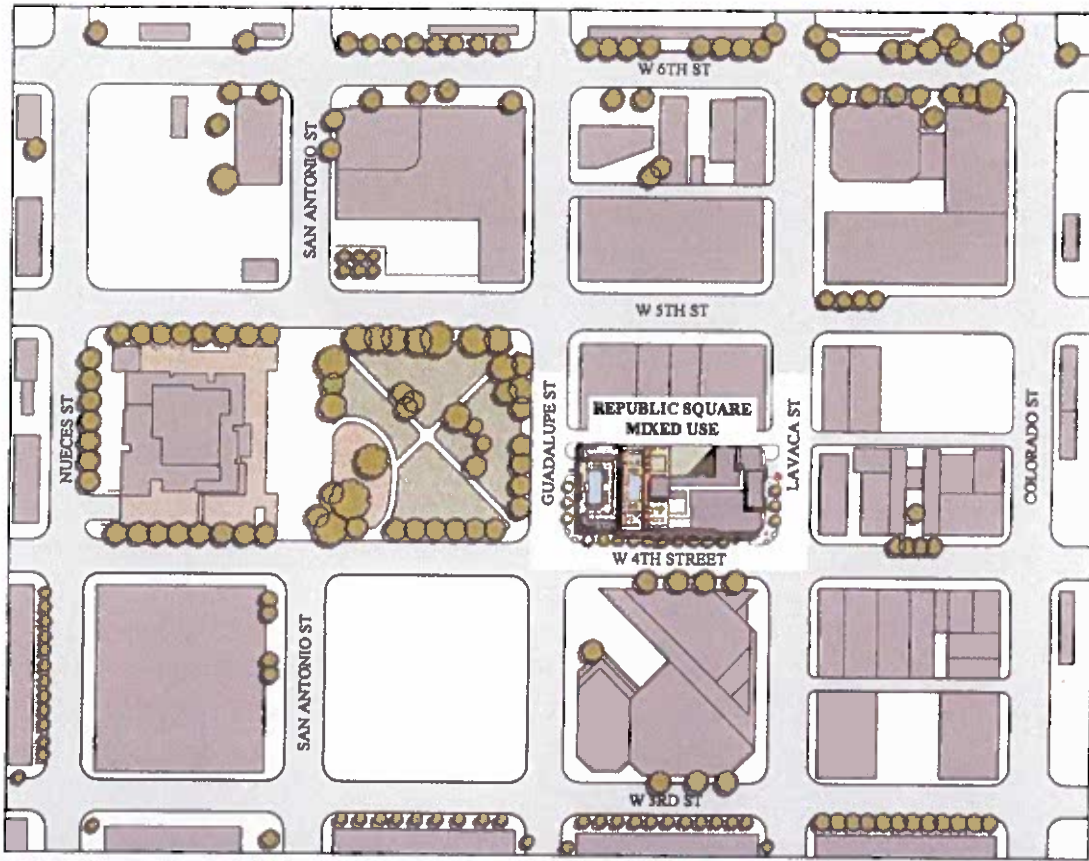 W 6TH ST
SAN ANTONIO ST
W 5TH ST
NUECES ST
GUADALUPE ST
REPUBLIC SQUARE
MIXED USE
LAVACA ST
COLORADO ST
W 4TH STREET
SAN ANTONIO ST
W 3RD ST